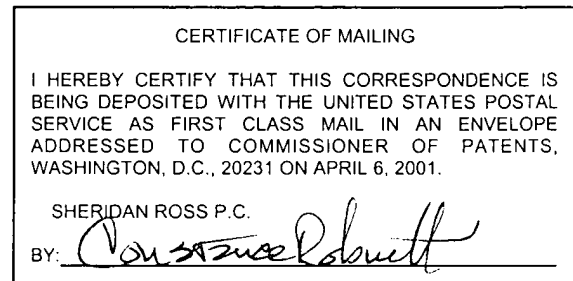 CERTIFICATE OF MAILING
I HEREBY CERTIFY THAT THIS CORRESPONDENCE IS
BEING DEPOSITED WITH THE UNITED STATES POSTAL
SERVICE AS FIRST CLASS MAIL IN AN ENVELOPE
ADDRESSED TO COMMISSIONER OF PATENTS,
WASHINGTON, D.C., 20231 ON APRIL 6, 2001.
SHERIDAN ROSS P.C.
BY: Constance Robnett